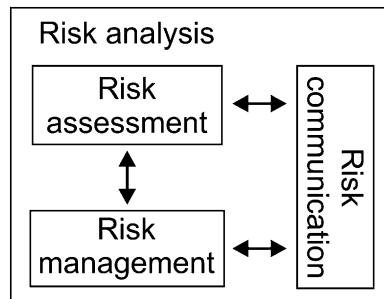 Risk analysis
Risk
assessment
Risk
management
Risk
communication